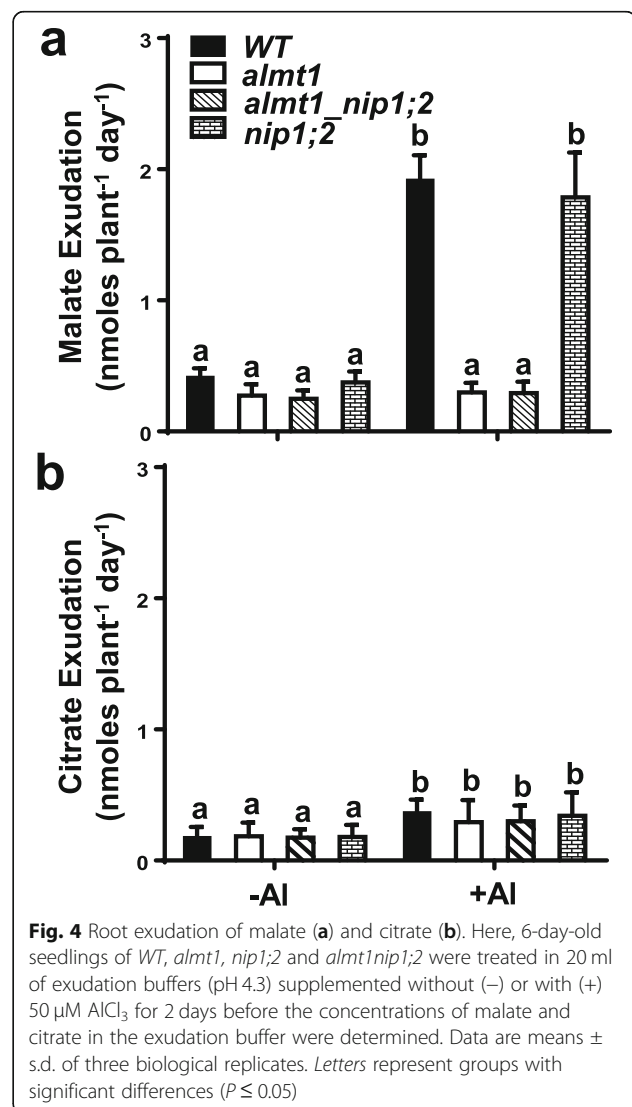 a
3
2
1
0
Malate Exudation
(nmoles plant⁻¹ day⁻¹)
WT
almt1
almt1_nip1;2
nip1;2
a a a a b a a b
b
3
2
1
0
Citrate Exudation
(nmoles plant⁻¹ day⁻¹)
a a a a b b b b
-Al +Al
Fig. 4 Root exudation of malate (a) and citrate (b). Here, 6-day-old
seedlings of WT, almt1, nip1;2 and almt1nip1;2 were treated in 20 ml
of exudation buffers (pH 4.3) supplemented without (−) or with (+)
50 μM AlCl₃ for 2 days before the concentrations of malate and
citrate in the exudation buffer were determined. Data are means ±
s.d. of three biological replicates. Letters represent groups with
significant differences (P ≤ 0.05)